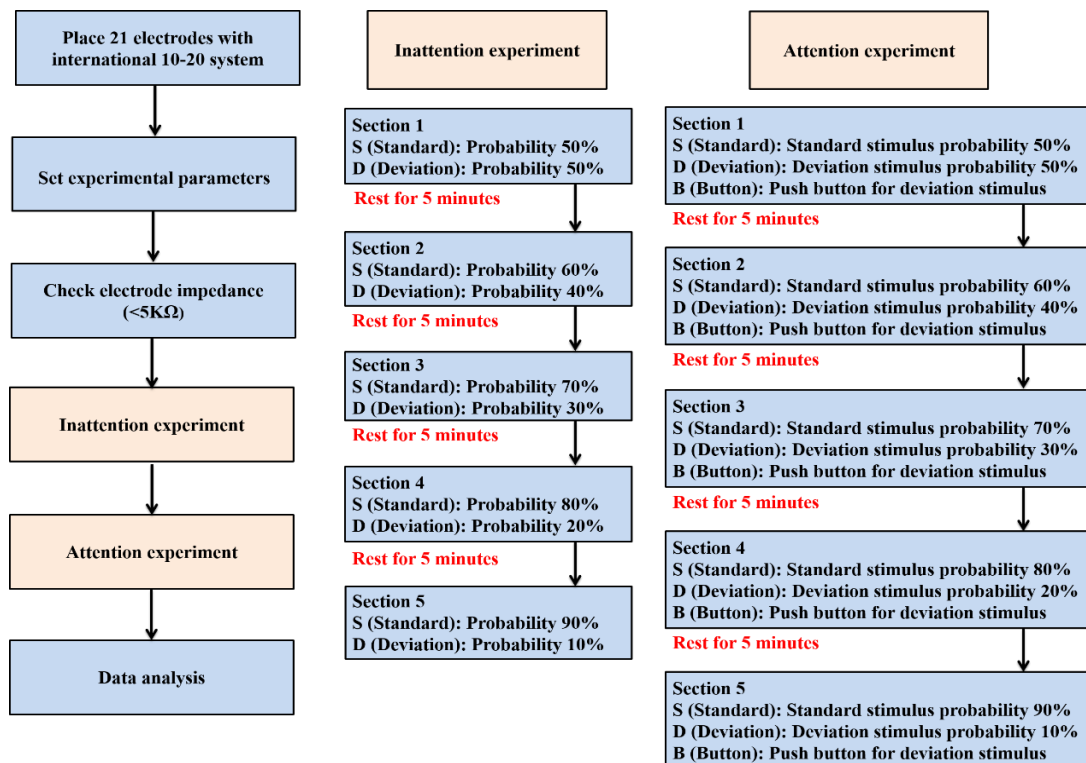 Place 21 electrodes with
international 10-20 system
Set experimental parameters
Check electrode impedance
(<5KΩ)
Inattention experiment
Attention experiment
Data analysis
Inattention experiment
Section 1
S (Standard): Probability 50%
D (Deviation): Probability 50%
Rest for 5 minutes
Section 2
S (Standard): Probability 60%
D (Deviation): Probability 40%
Rest for 5 minutes
Section 3
S (Standard): Probability 70%
D (Deviation): Probability 30%
Rest for 5 minutes
Section 4
S (Standard): Probability 80%
D (Deviation): Probability 20%
Rest for 5 minutes
Section 5
S (Standard): Probability 90%
D (Deviation): Probability 10%
Attention experiment
Section 1
S (Standard): Standard stimulus probability 50%
D (Deviation): Deviation stimulus probability 50%
B (Button): Push button for deviation stimulus
Rest for 5 minutes
Section 2
S (Standard): Standard stimulus probability 60%
D (Deviation): Deviation stimulus probability 40%
B (Button): Push button for deviation stimulus
Rest for 5 minutes
Section 3
S (Standard): Standard stimulus probability 70%
D (Deviation): Deviation stimulus probability 30%
B (Button): Push button for deviation stimulus
Rest for 5 minutes
Section 4
S (Standard): Standard stimulus probability 80%
D (Deviation): Deviation stimulus probability 20%
B (Button): Push button for deviation stimulus
Rest for 5 minutes
Section 5
S (Standard): Standard stimulus probability 90%
D (Deviation): Deviation stimulus probability 10%
B (Button): Push button for deviation stimulus